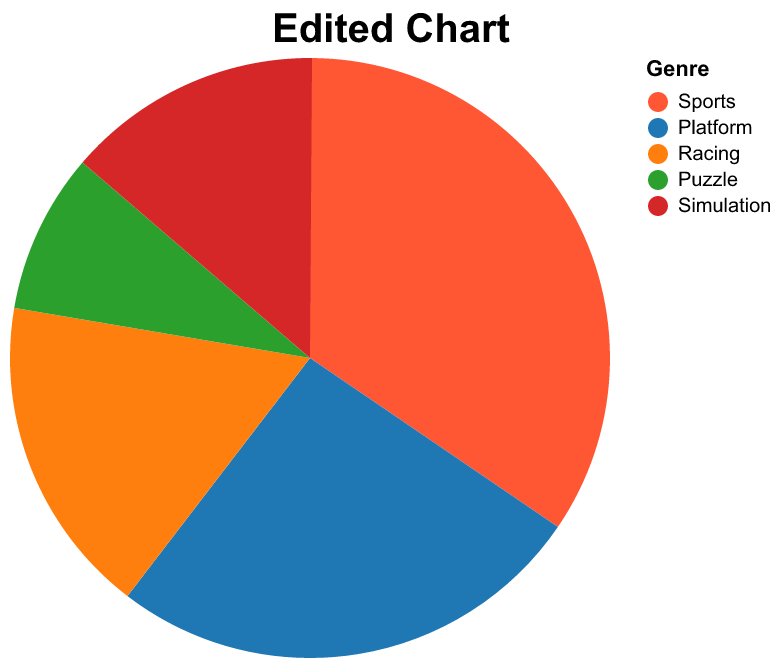 Edited Chart
Genre
Sports
Platform
Racing
Puzzle
Simulation